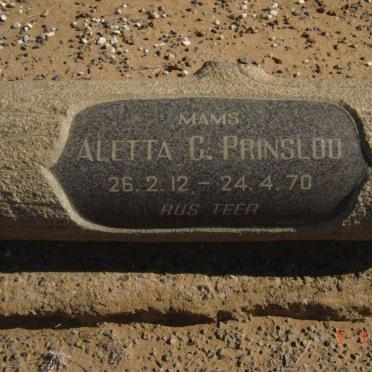 MAMS
ALETTA G. PRINSLOO
26.2.12 - 24.4.70
RUS TEER